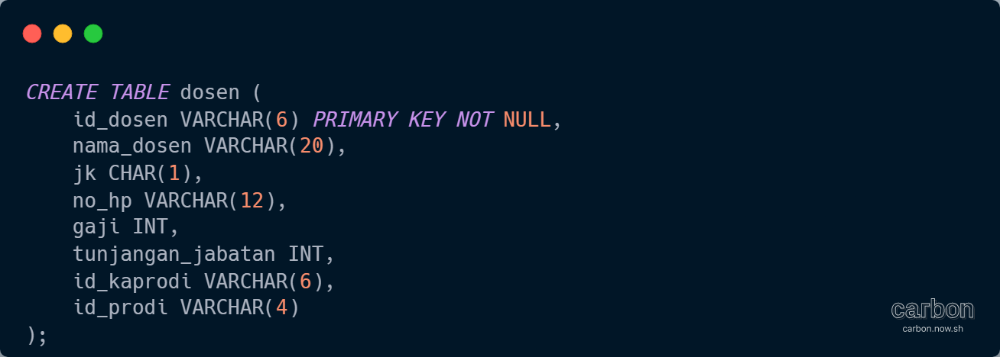 CREATE TABLE dosen (
    id_dosen VARCHAR(6) PRIMARY KEY NOT NULL,
    nama_dosen VARCHAR(20),
    jk CHAR(1),
    no_hp VARCHAR(12),
    gaji INT,
    tunjangan_jabatan INT,
    id_kaprodi VARCHAR(6),
    id_prodi VARCHAR(4)
);
carbon
carbon.now.sh